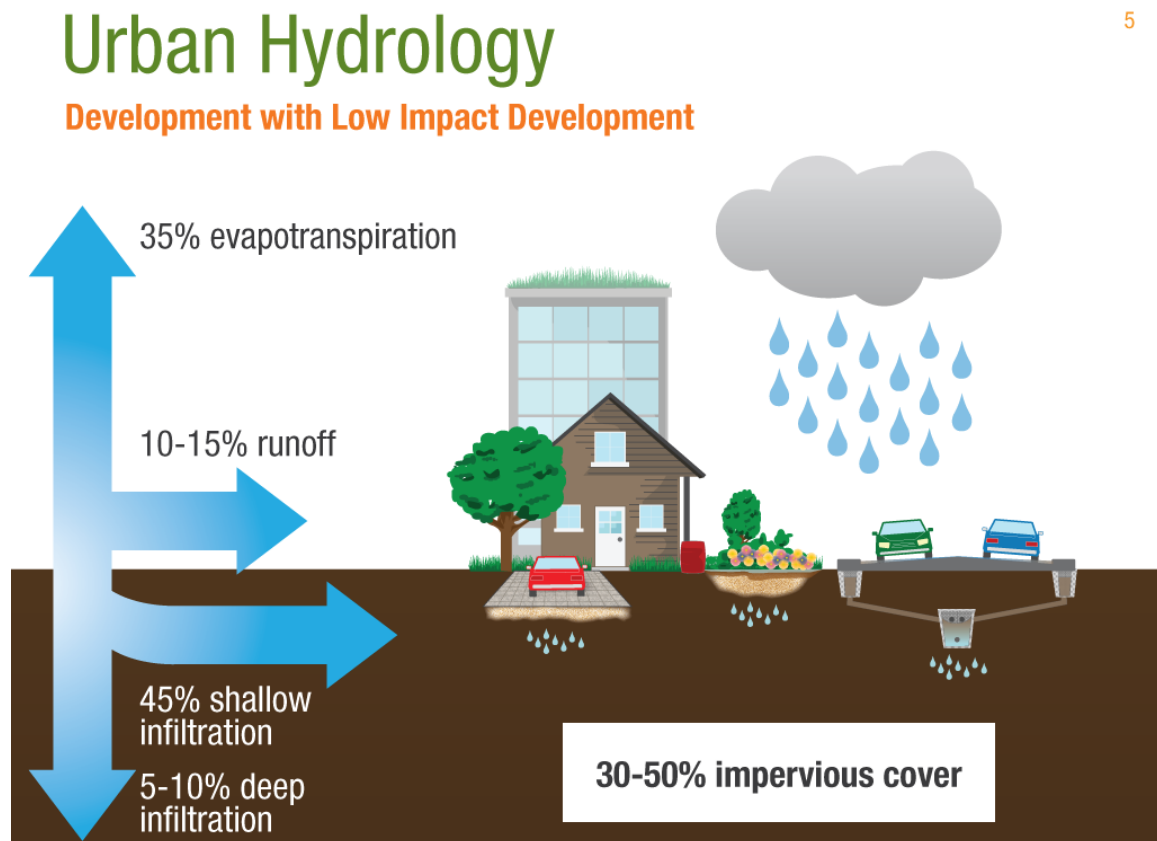 5
Urban Hydrology
Development with Low Impact Development
35% evapotranspiration
10-15% runoff
45% shallow
infiltration
5-10% deep
infiltration
30-50% impervious cover